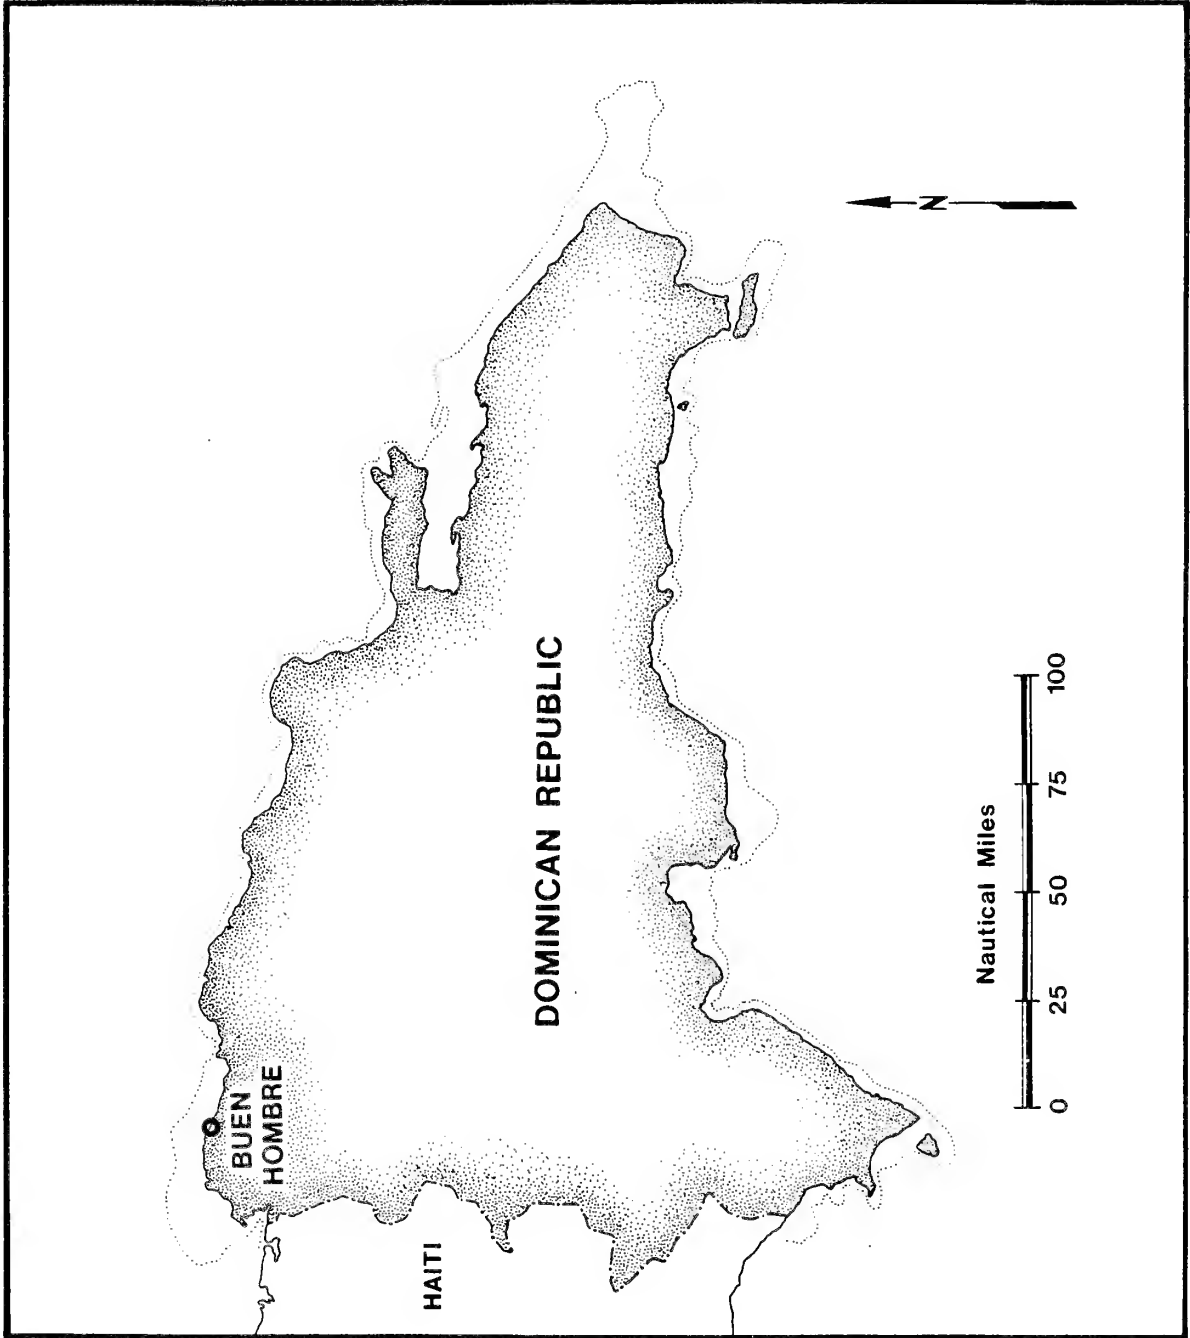 N
BUEN
HOMBRE
DOMINICAN REPUBLIC
HAITI
Nautical Miles
0 25 50 75 100